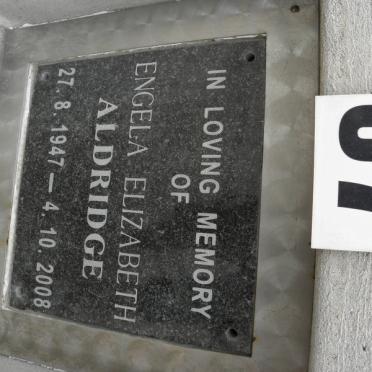 IN LOVING MEMORY
OF
ENGELA ELIZABETH
ALDRIDGE
27.8.1947 — 4.10.2008